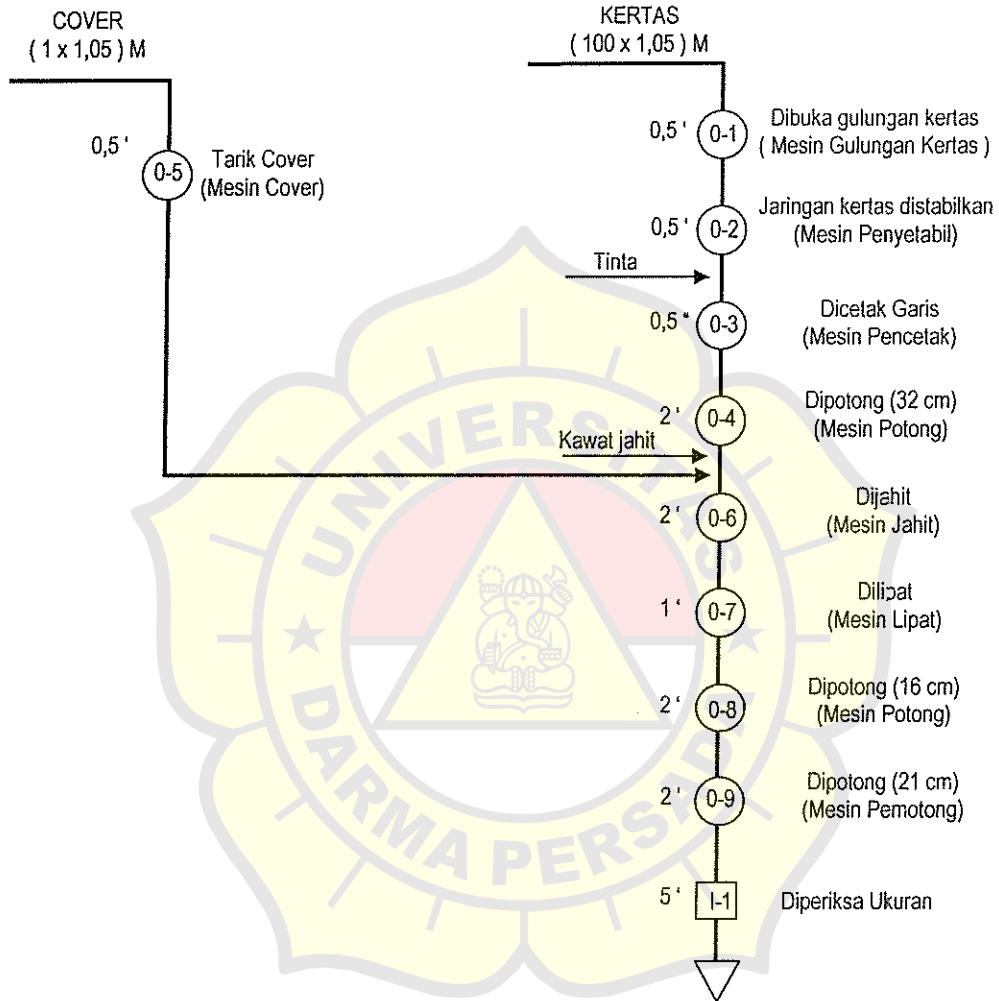 COVER
( 1 x 1,05 ) M
KERTAS
( 100 x 1,05 ) M
0,5 '
0-5
Tarik Cover
(Mesin Cover)
0,5 '
0-1
Dibuka gulungan kertas
( Mesin Gulungan Kertas )
0,5 '
0-2
Jaringan kertas distabilkan
(Mesin Penyetabil)
Tinta
0,5 "
0-3
Dicetak Garis
(Mesin Pencetak)
2 '
0-4
Dipotong (32 cm)
(Mesin Potong)
Kawat jahit
2 '
0-6
Dijahit
(Mesin Jahit)
1 '
0-7
Dilipat
(Mesin Lipat)
2 '
0-8
Dipotong (16 cm)
(Mesin Potong)
2 '
0-9
Dipotong (21 cm)
(Mesin Pemotong)
5 '
I-1
Diperiksa Ukuran
UNIVERSITAS
DARMA PERSADA